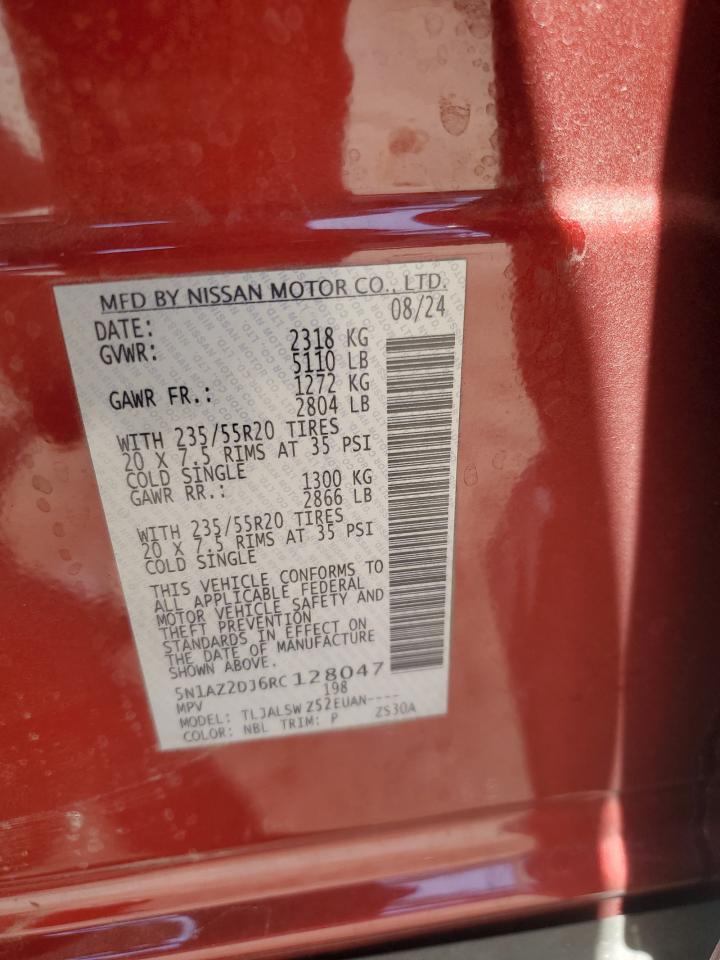 MFD BY NISSAN MOTOR CO., LTD.
DATE: 08/24
GVWR: 2318 KG
5110 LB
GAWR FR.: 1272 KG
2804 LB
WITH 235/55R20 TIRES
20 X 7.5 RIMS AT 35 PSI
COLD SINGLE
GAWR RR.: 1300 KG
2866 LB
WITH 235/55R20 TIRES
20 X 7.5 RIMS AT 35 PSI
COLD SINGLE
THIS VEHICLE CONFORMS TO
ALL APPLICABLE FEDERAL
MOTOR VEHICLE SAFETY AND
THEFT PREVENTION
STANDARDS IN EFFECT ON
THE DATE OF MANUFACTURE
SHOWN ABOVE.
5N1AZ2DJ6RC128047
MPV 198
MODEL: TLJALSW Z52EUAN----
COLOR: NBL TRIM: P ZS30A